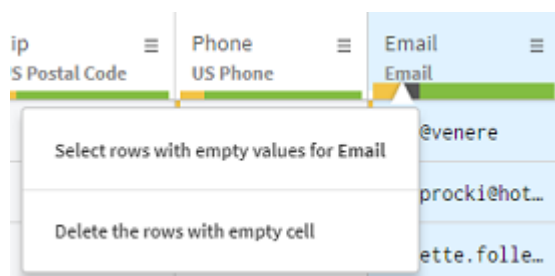 ip ≡ Phone ≡ Email ≡
S Postal Code US Phone Email
@venere
Select rows with empty values for Email
procki@hot…
Delete the rows with empty cell
ette.folle…